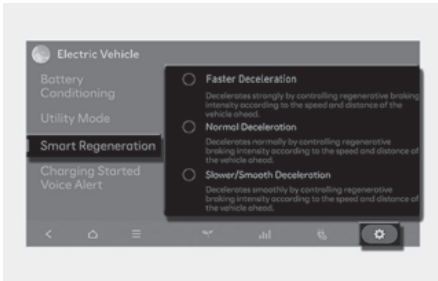 Electric Vehicle
Battery
Conditioning
Utility Mode
Smart Regeneration
Charging Started
Voice Alert
Faster Deceleration
Decelerates strongly by controlling regenerative braking
intensity according to the speed and distance of the
vehicle ahead.
Normal Deceleration
Decelerates normally by controlling regenerative
braking intensity according to the speed and distance of
the vehicle ahead.
Slower/Smooth Deceleration
Decelerates smoothly by controlling regenerative
braking intensity according to the speed and distance of
the vehicle ahead.